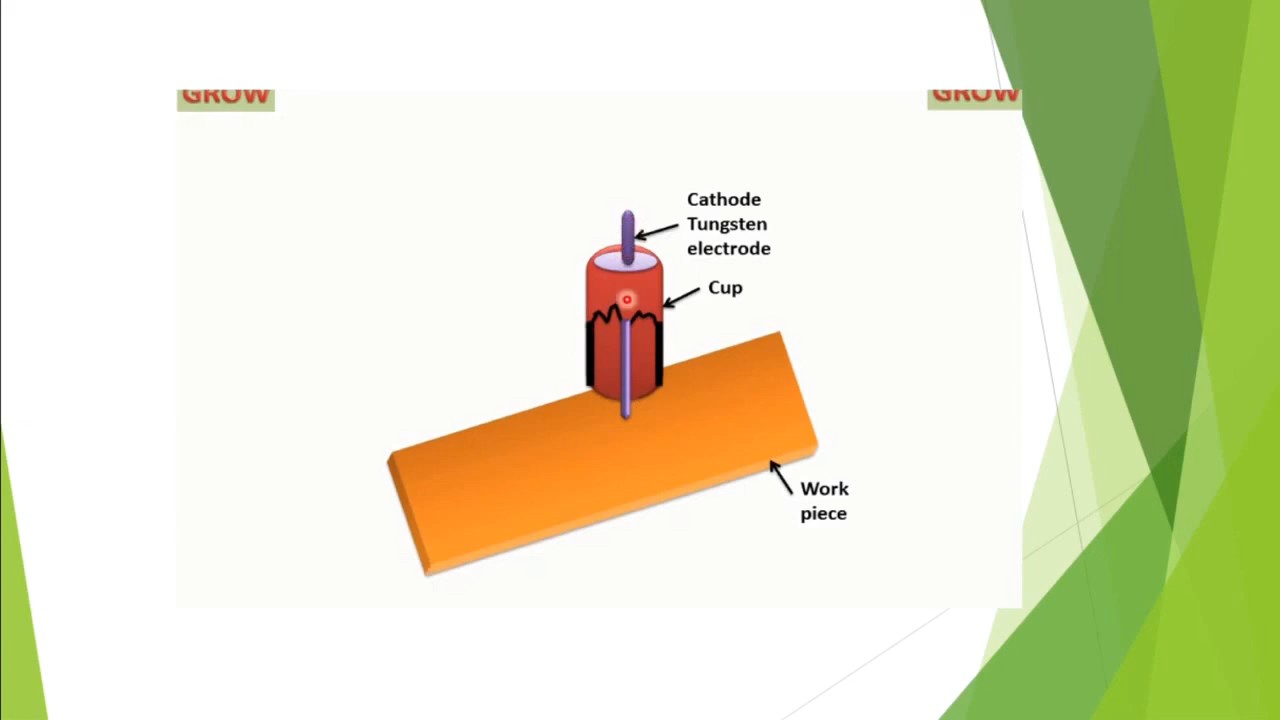 GROW
GROW
Cathode
Tungsten
electrode
Cup
Work
piece